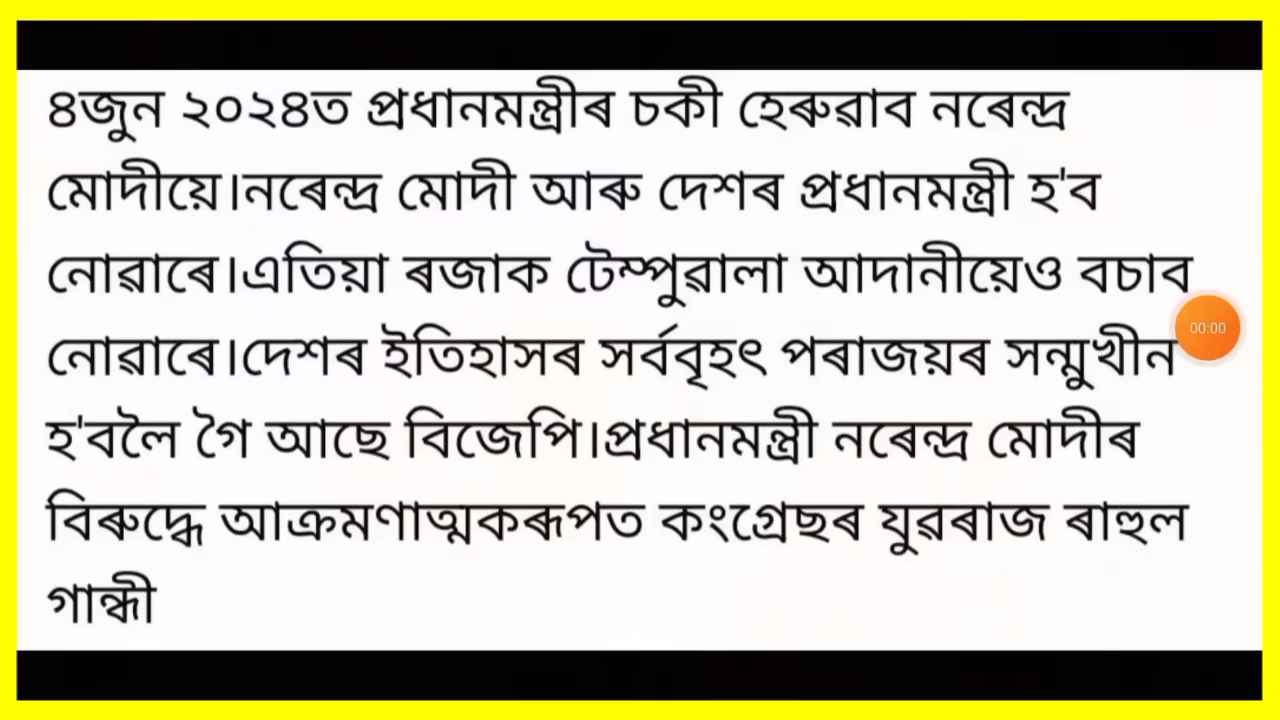 ৪জুন ২০২৪ত প্ৰধানমন্ত্ৰীৰ চকী হেৰুৱাব নৰেন্দ্ৰ
মোদীয়ে।নৰেন্দ্ৰ মোদী আৰু দেশৰ প্ৰধানমন্ত্ৰী হ'ব
নোৱাৰে।এতিয়া ৰজাক টেম্পুৱালা আদানীয়েও বচাব
নোৱাৰে।দেশৰ ইতিহাসৰ সৰ্ববৃহৎ পৰাজয়ৰ সন্মুখীন
হ'বলৈ গৈ আছে বিজেপি।প্ৰধানমন্ত্ৰী নৰেন্দ্ৰ মোদীৰ
বিৰুদ্ধে আক্ৰমণাত্মকৰূপত কংগ্ৰেছৰ যুৱৰাজ ৰাহুল
গান্ধী
00:00